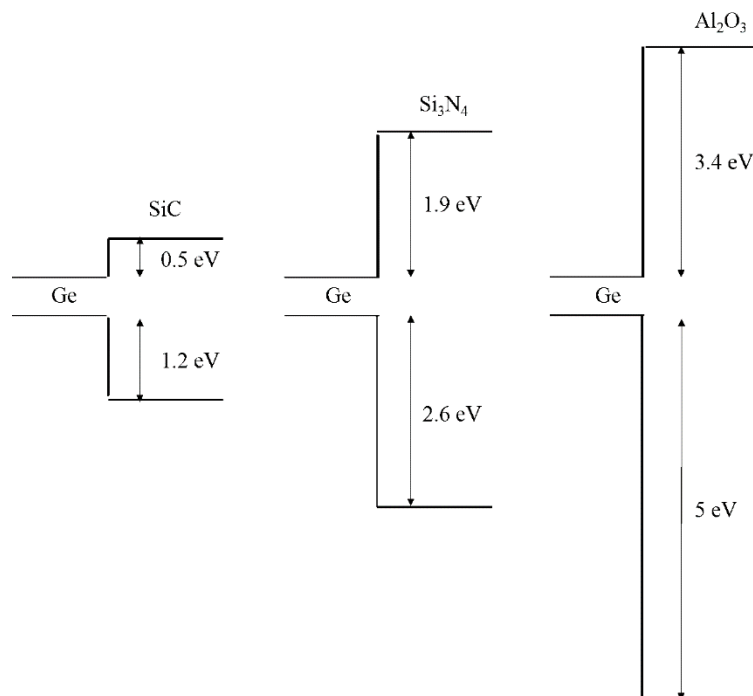 SiC
0.5 eV
Ge
1.2 eV
Si₃N₄
1.9 eV
Ge
2.6 eV
Al₂O₃
3.4 eV
Ge
5 eV